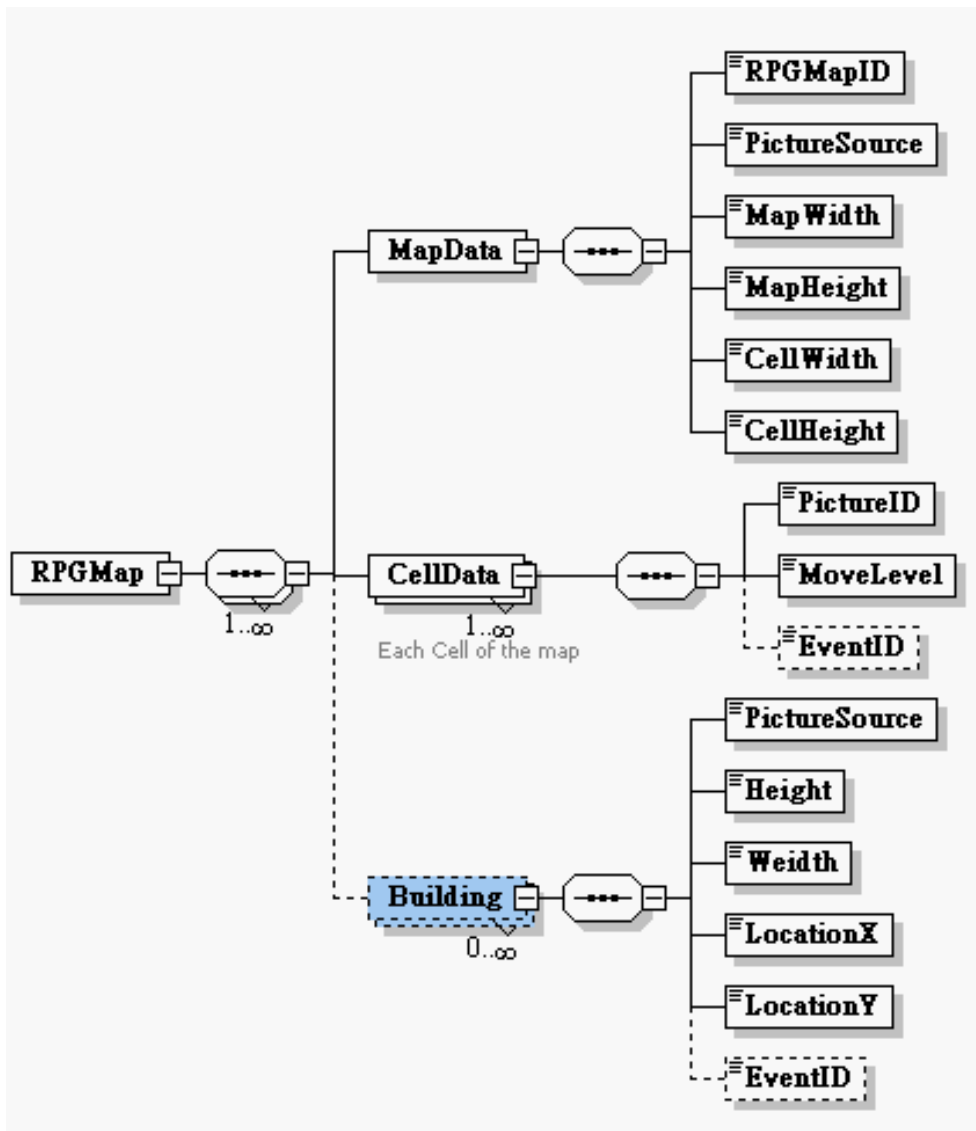 RPGMapID
PictureSource
MapWidth
MapData
MapHeight
CellWidth
CellHeight
PictureID
RPGMap
CellData
MoveLevel
1..∞
1..∞
Each Cell of the map
EventID
PictureSource
Height
Weidth
Building
0..∞
LocationX
LocationY
EventID